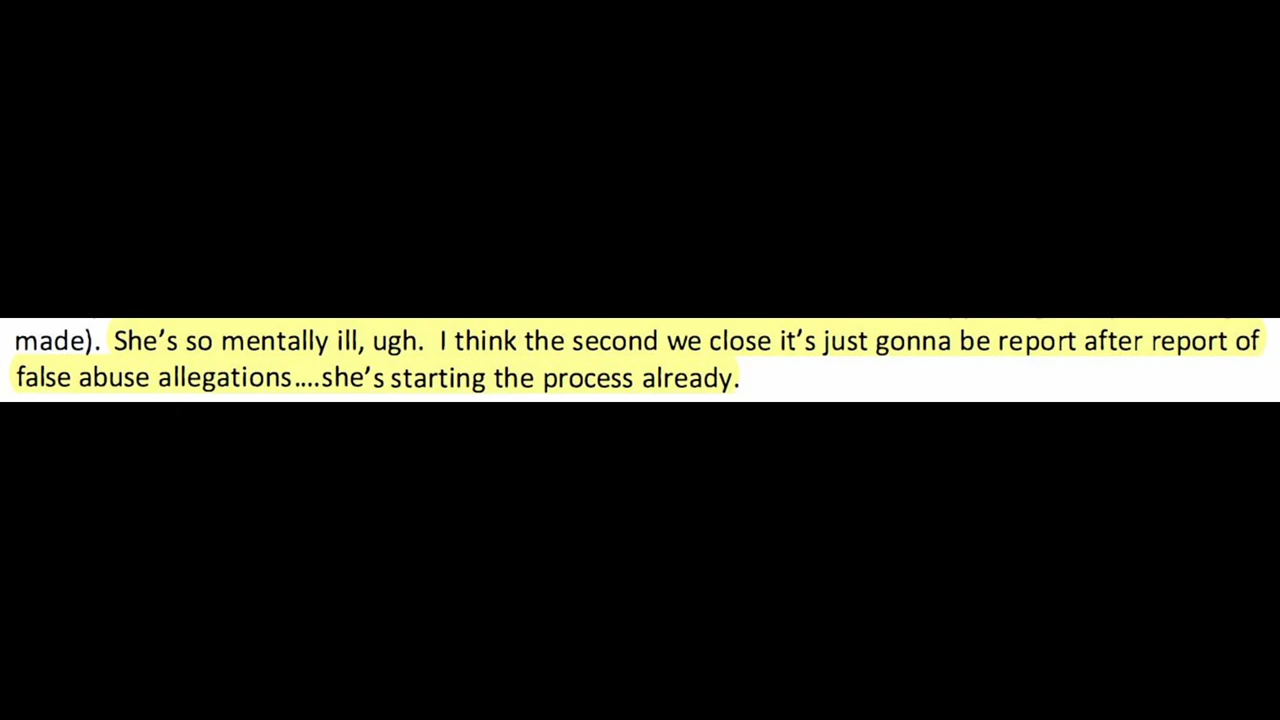 made). She’s so mentally ill, ugh. I think the second we close it’s just gonna be report after report of
false abuse allegations....she’s starting the process already.